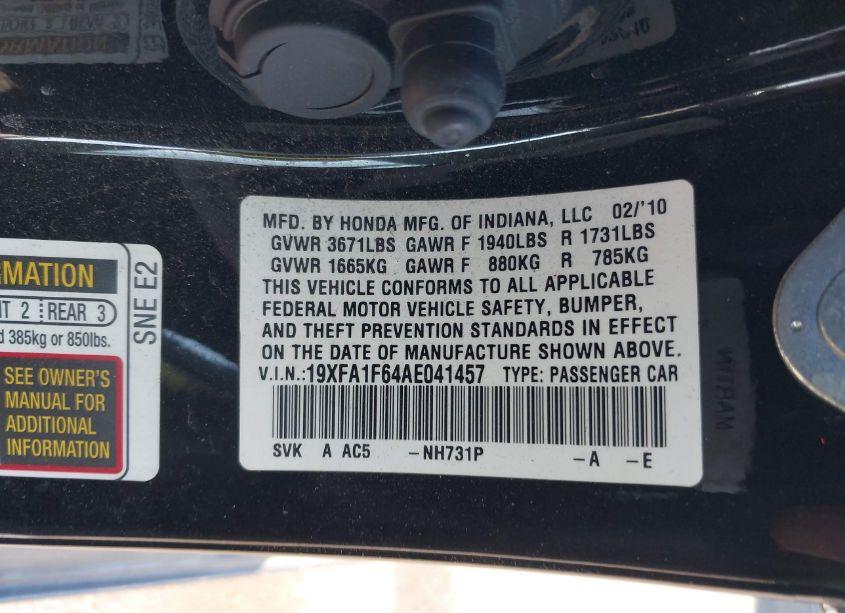 MFD. BY HONDA MFG. OF INDIANA, LLC 02/'10
GVWR 3671LBS GAWR F 1940LBS R 1731LBS
GVWR 1665KG GAWR F 880KG R 785KG
THIS VEHICLE CONFORMS TO ALL APPLICABLE
FEDERAL MOTOR VEHICLE SAFETY, BUMPER,
AND THEFT PREVENTION STANDARDS IN EFFECT
ON THE DATE OF MANUFACTURE SHOWN ABOVE.
V.I.N.:19XFA1F64AE041457 TYPE: PASSENGER CAR
SVK A AC5 -NH731P -A -E
2 REAR 3
385kg or 850lbs.
SEE OWNER'S
MANUAL FOR
ADDITIONAL
INFORMATION
SNE E2